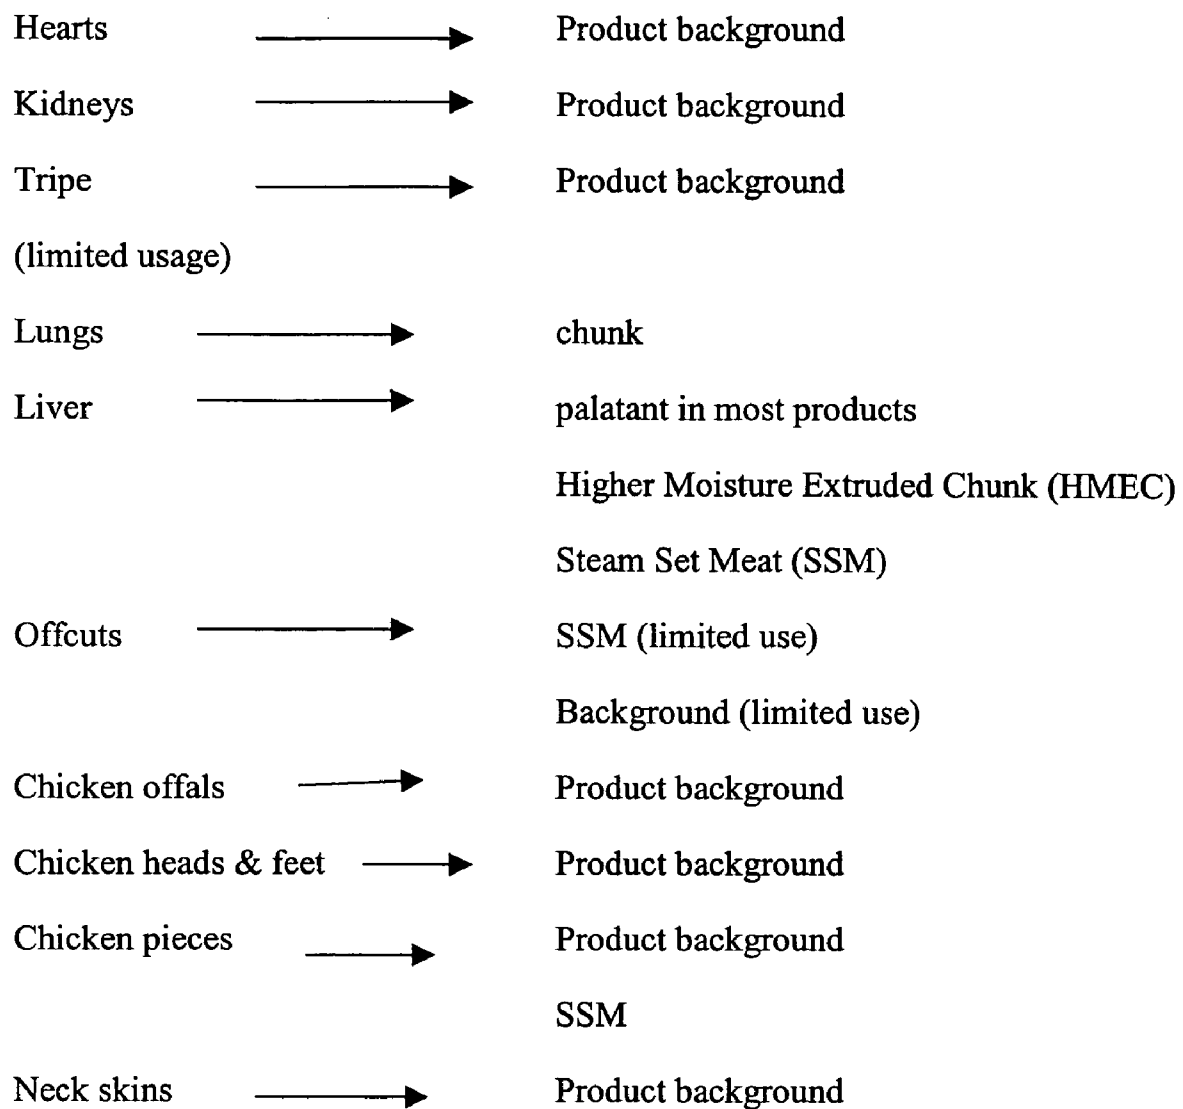 Hearts Product background
Kidneys Product background
Tripe Product background
(limited usage)
Lungs chunk
Liver palatant in most products
Higher Moisture Extruded Chunk (HMEC)
Steam Set Meat (SSM)
Offcuts SSM (limited use)
Background (limited use)
Chicken offals Product background
Chicken heads & feet Product background
Chicken pieces Product background
SSM
Neck skins Product background